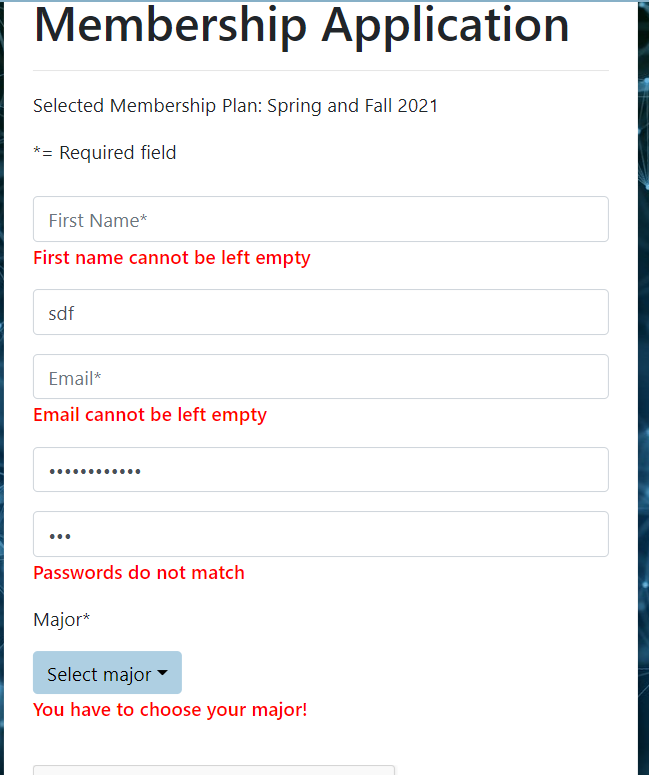 Membership Application
Selected Membership Plan: Spring and Fall 2021
*= Required field
First Name*
First name cannot be left empty
sdf
Email*
Email cannot be left empty
••••••••••••
•••
Passwords do not match
Major*
Select major
You have to choose your major!